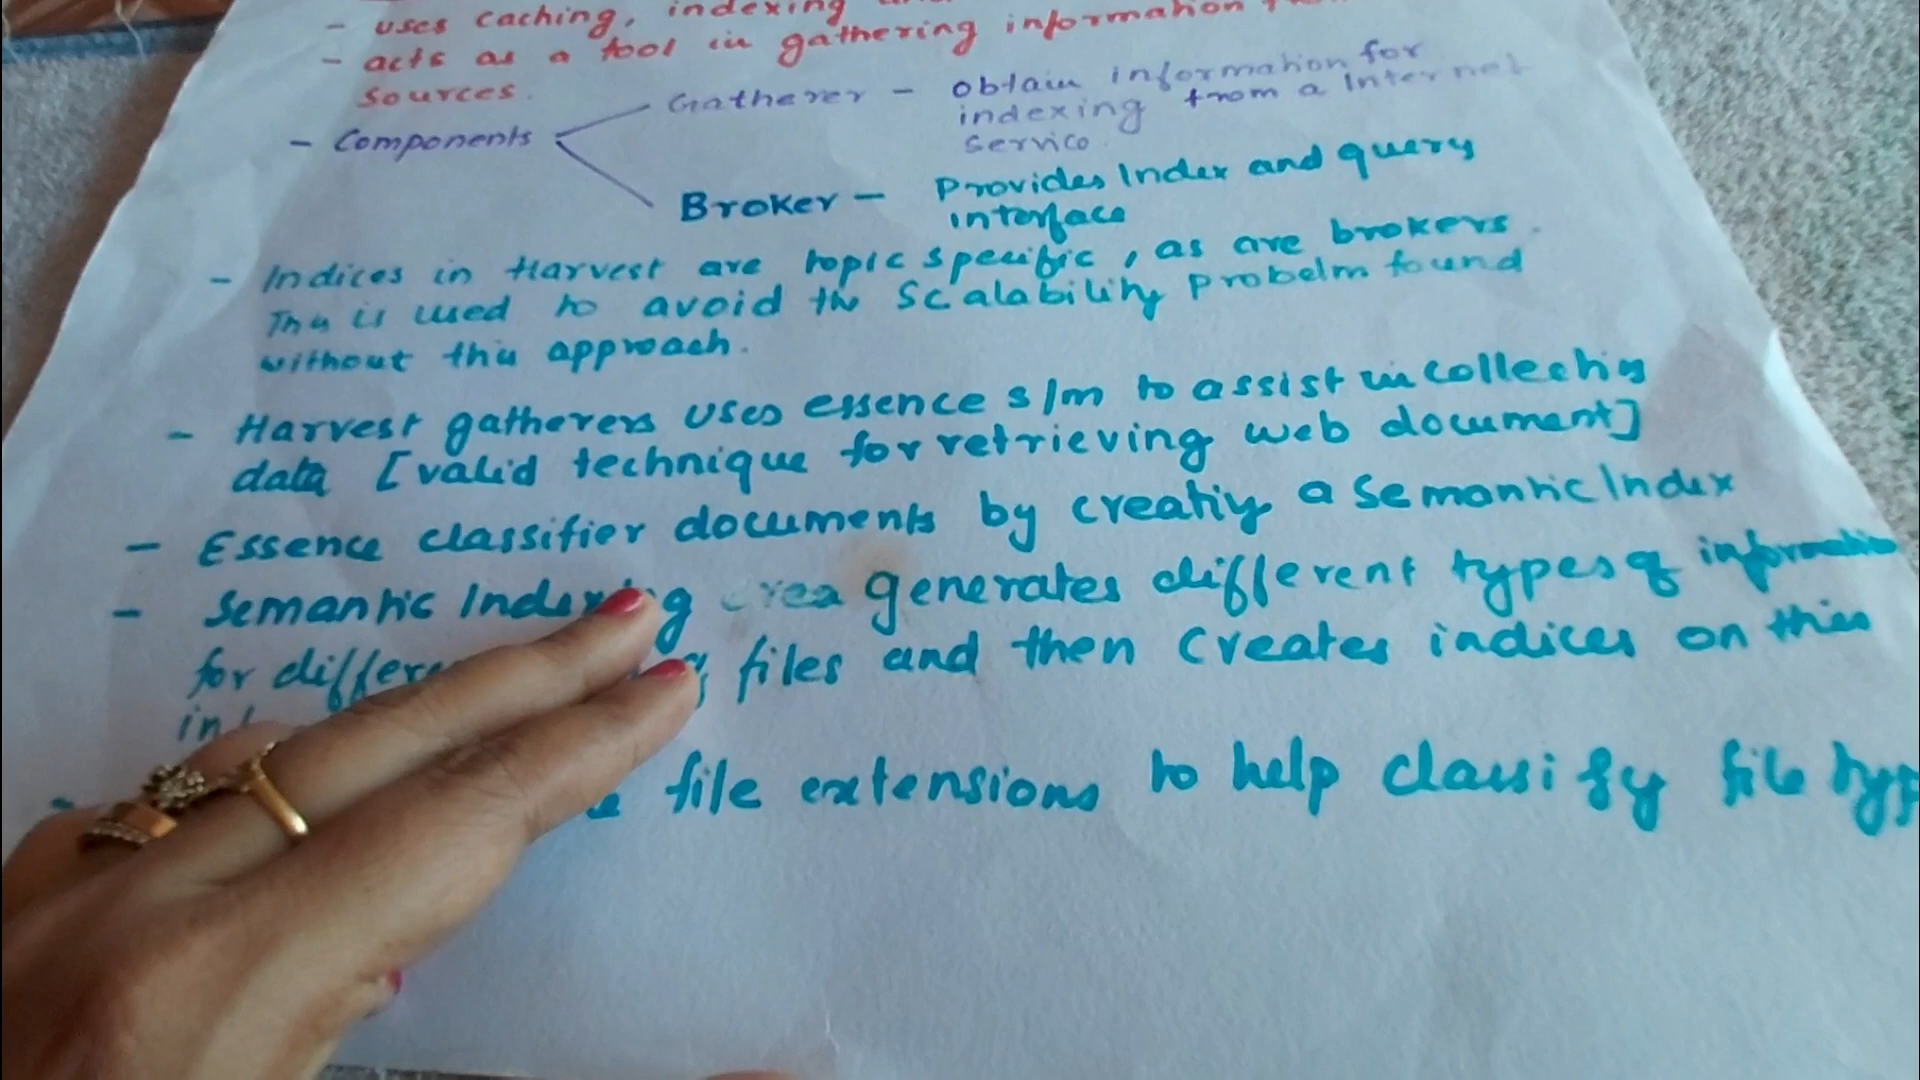 - uses caching, indexing
- acts as a tool in gathering information
sources.
- Components
Gatherer - obtain information for
indexing from a Internet
service.
Broker - Provides Index and query
interface
- Indices in Harvest are topic specific, as are brokers.
This is used to avoid the Scalability Probelm found
without this approach.
- Harvest gatherers uses essence s/m to assist in collecting
data [valid technique for retrieving web document]
- Essence classifier documents by creating a Semantic Index
- Semantic Indexing generates different types of information
for files and then creates indices on this
file extensions to help classify file